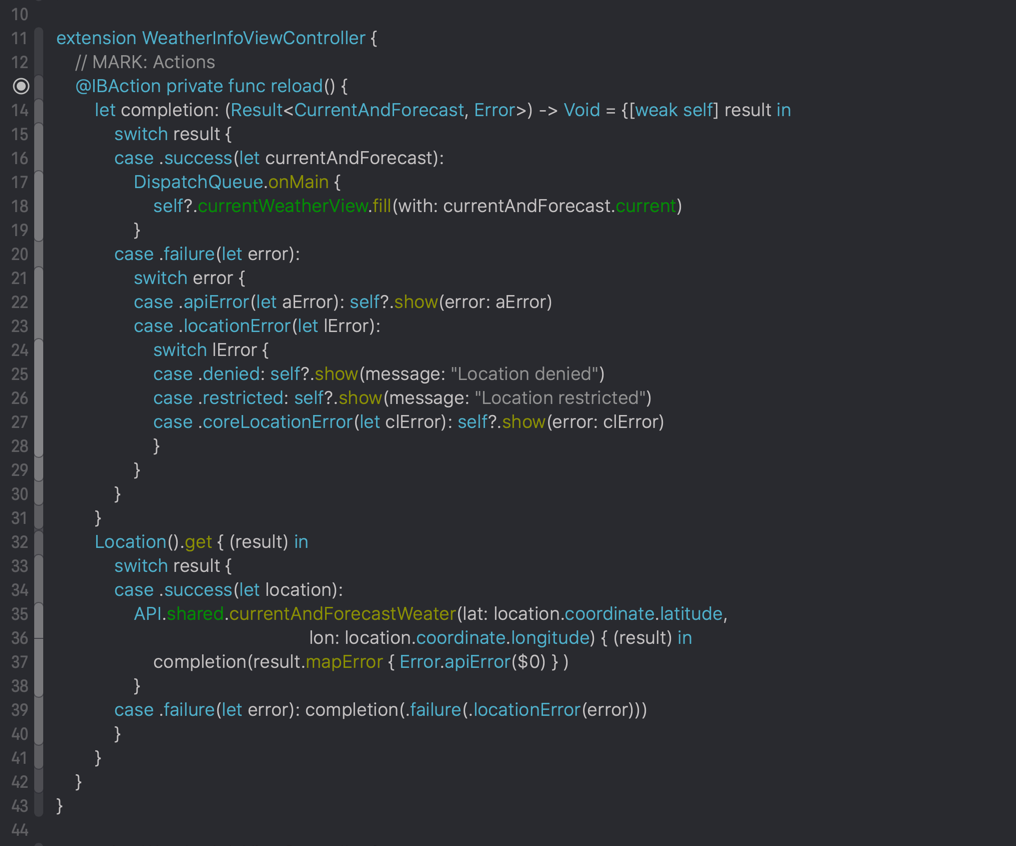 10
11 extension WeatherInfoViewController {
12 // MARK: Actions
@IBAction private func reload() {
14 let completion: (Result<CurrentAndForecast, Error>) -> Void = {[weak self] result in
15 switch result {
16 case .success(let currentAndForecast):
17 DispatchQueue.onMain {
18 self?.currentWeatherView.fill(with: currentAndForecast.current)
19 }
20 case .failure(let error):
21 switch error {
22 case .apiError(let aError): self?.show(error: aError)
23 case .locationError(let lError):
24 switch lError {
25 case .denied: self?.show(message: "Location denied")
26 case .restricted: self?.show(message: "Location restricted")
27 case .coreLocationError(let clError): self?.show(error: clError)
28 }
29 }
30 }
31 }
32 Location().get { (result) in
33 switch result {
34 case .success(let location):
35 API.shared.currentAndForecastWeater(lat: location.coordinate.latitude,
36 lon: location.coordinate.longitude) { (result) in
37 completion(result.mapError { Error.apiError($0) } )
38 }
39 case .failure(let error): completion(.failure(.locationError(error)))
40 }
41 }
42 }
43 }
44